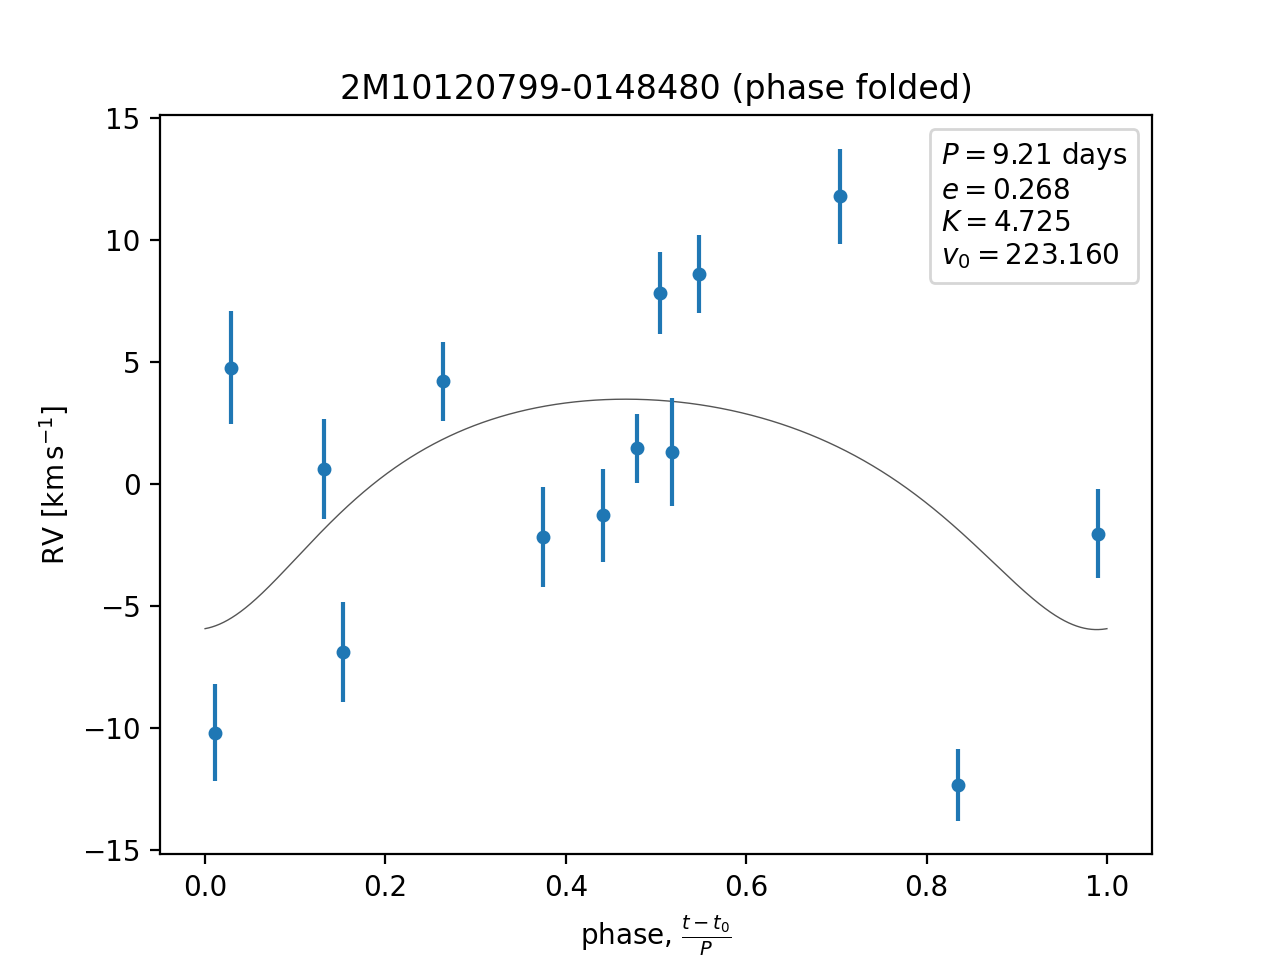 2M10120799-0148480 (phase folded)
P = 9.21 days
e = 0.268
K = 4.725
v₀ = 223.160
15
10
5
0
−5
−10
−15
RV [km s⁻¹]
0.0 0.2 0.4 0.6 0.8 1.0
phase, (t − t₀)/P